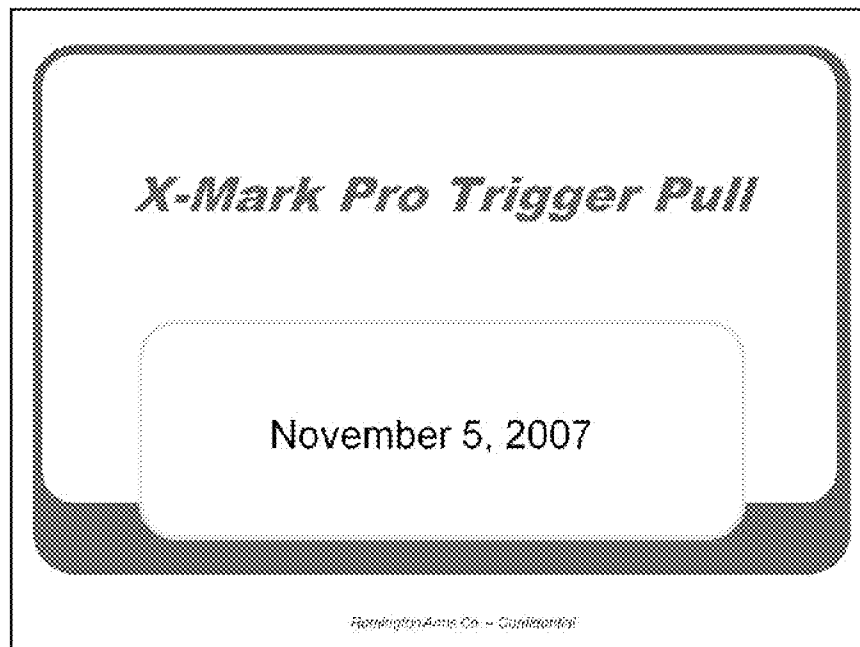 X-Mark Pro Trigger Pull
November 5, 2007
Remington Arms Co. – Confidential